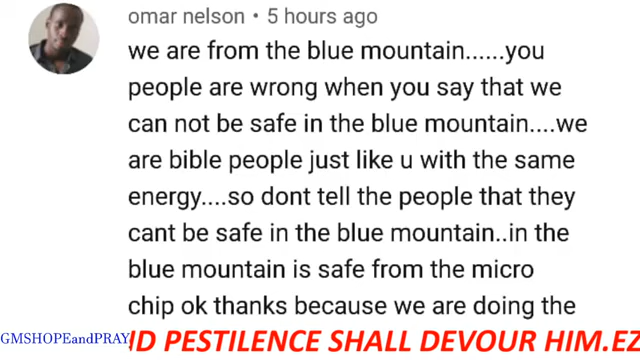 omar nelson • 5 hours ago
we are from the blue mountain......you
people are wrong when you say that we
can not be safe in the blue mountain....we
are bible people just like u with the same
energy....so dont tell the people that they
cant be safe in the blue mountain..in the
blue mountain is safe from the micro
chip ok thanks because we are doing the
GMSHOPEandPRAY
ID PESTILENCE SHALL DEVOUR HIM.EZ